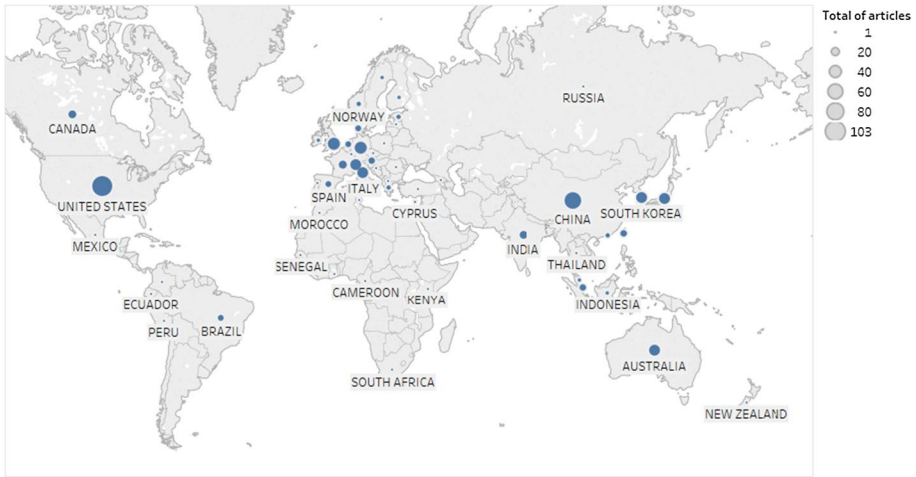 Total of articles
1
20
40
60
80
103
RUSSIA
NORWAY
CANADA
ITALY
SPAIN
UNITED STATES
CYPRUS
CHINA
SOUTH KOREA
MOROCCO
MEXICO
INDIA
THAILAND
SENEGAL
CAMEROON
KENYA
ECUADOR
INDONESIA
PERU
BRAZIL
AUSTRALIA
SOUTH AFRICA
NEW ZEALAND